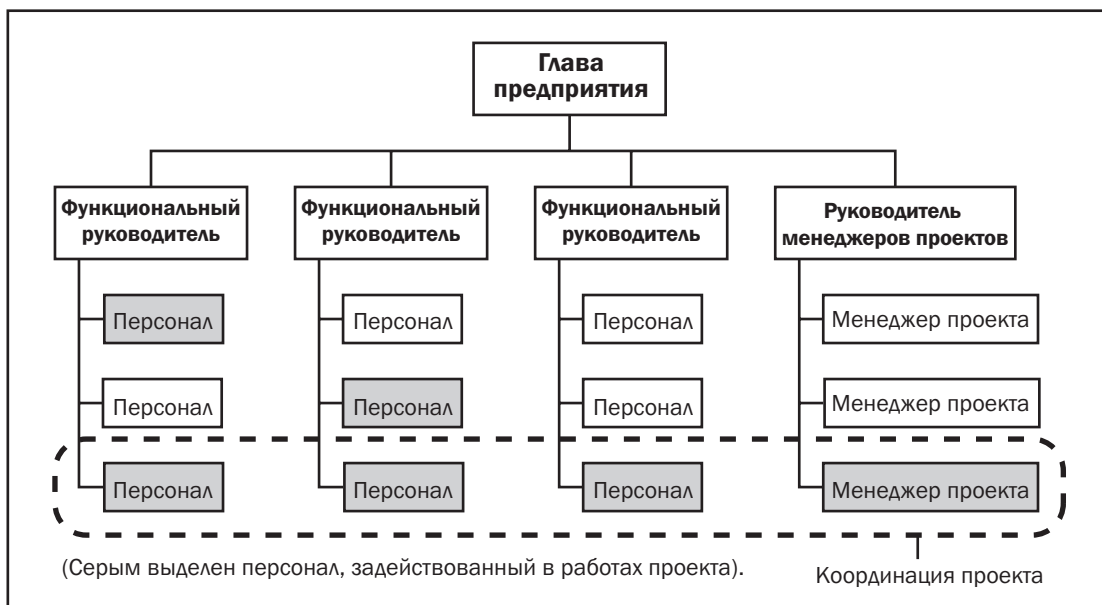 Глава
предприятия
Функциональный
руководитель
Функциональный
руководитель
Функциональный
руководитель
Руководитель
менеджеров проектов
Персонал
Персонал
Персонал
Менеджер проекта
Персонал
Персонал
Персонал
Менеджер проекта
Персонал
Персонал
Персонал
Менеджер проекта
(Серым выделен персонал, задействованный в работах проекта).
Координация проекта